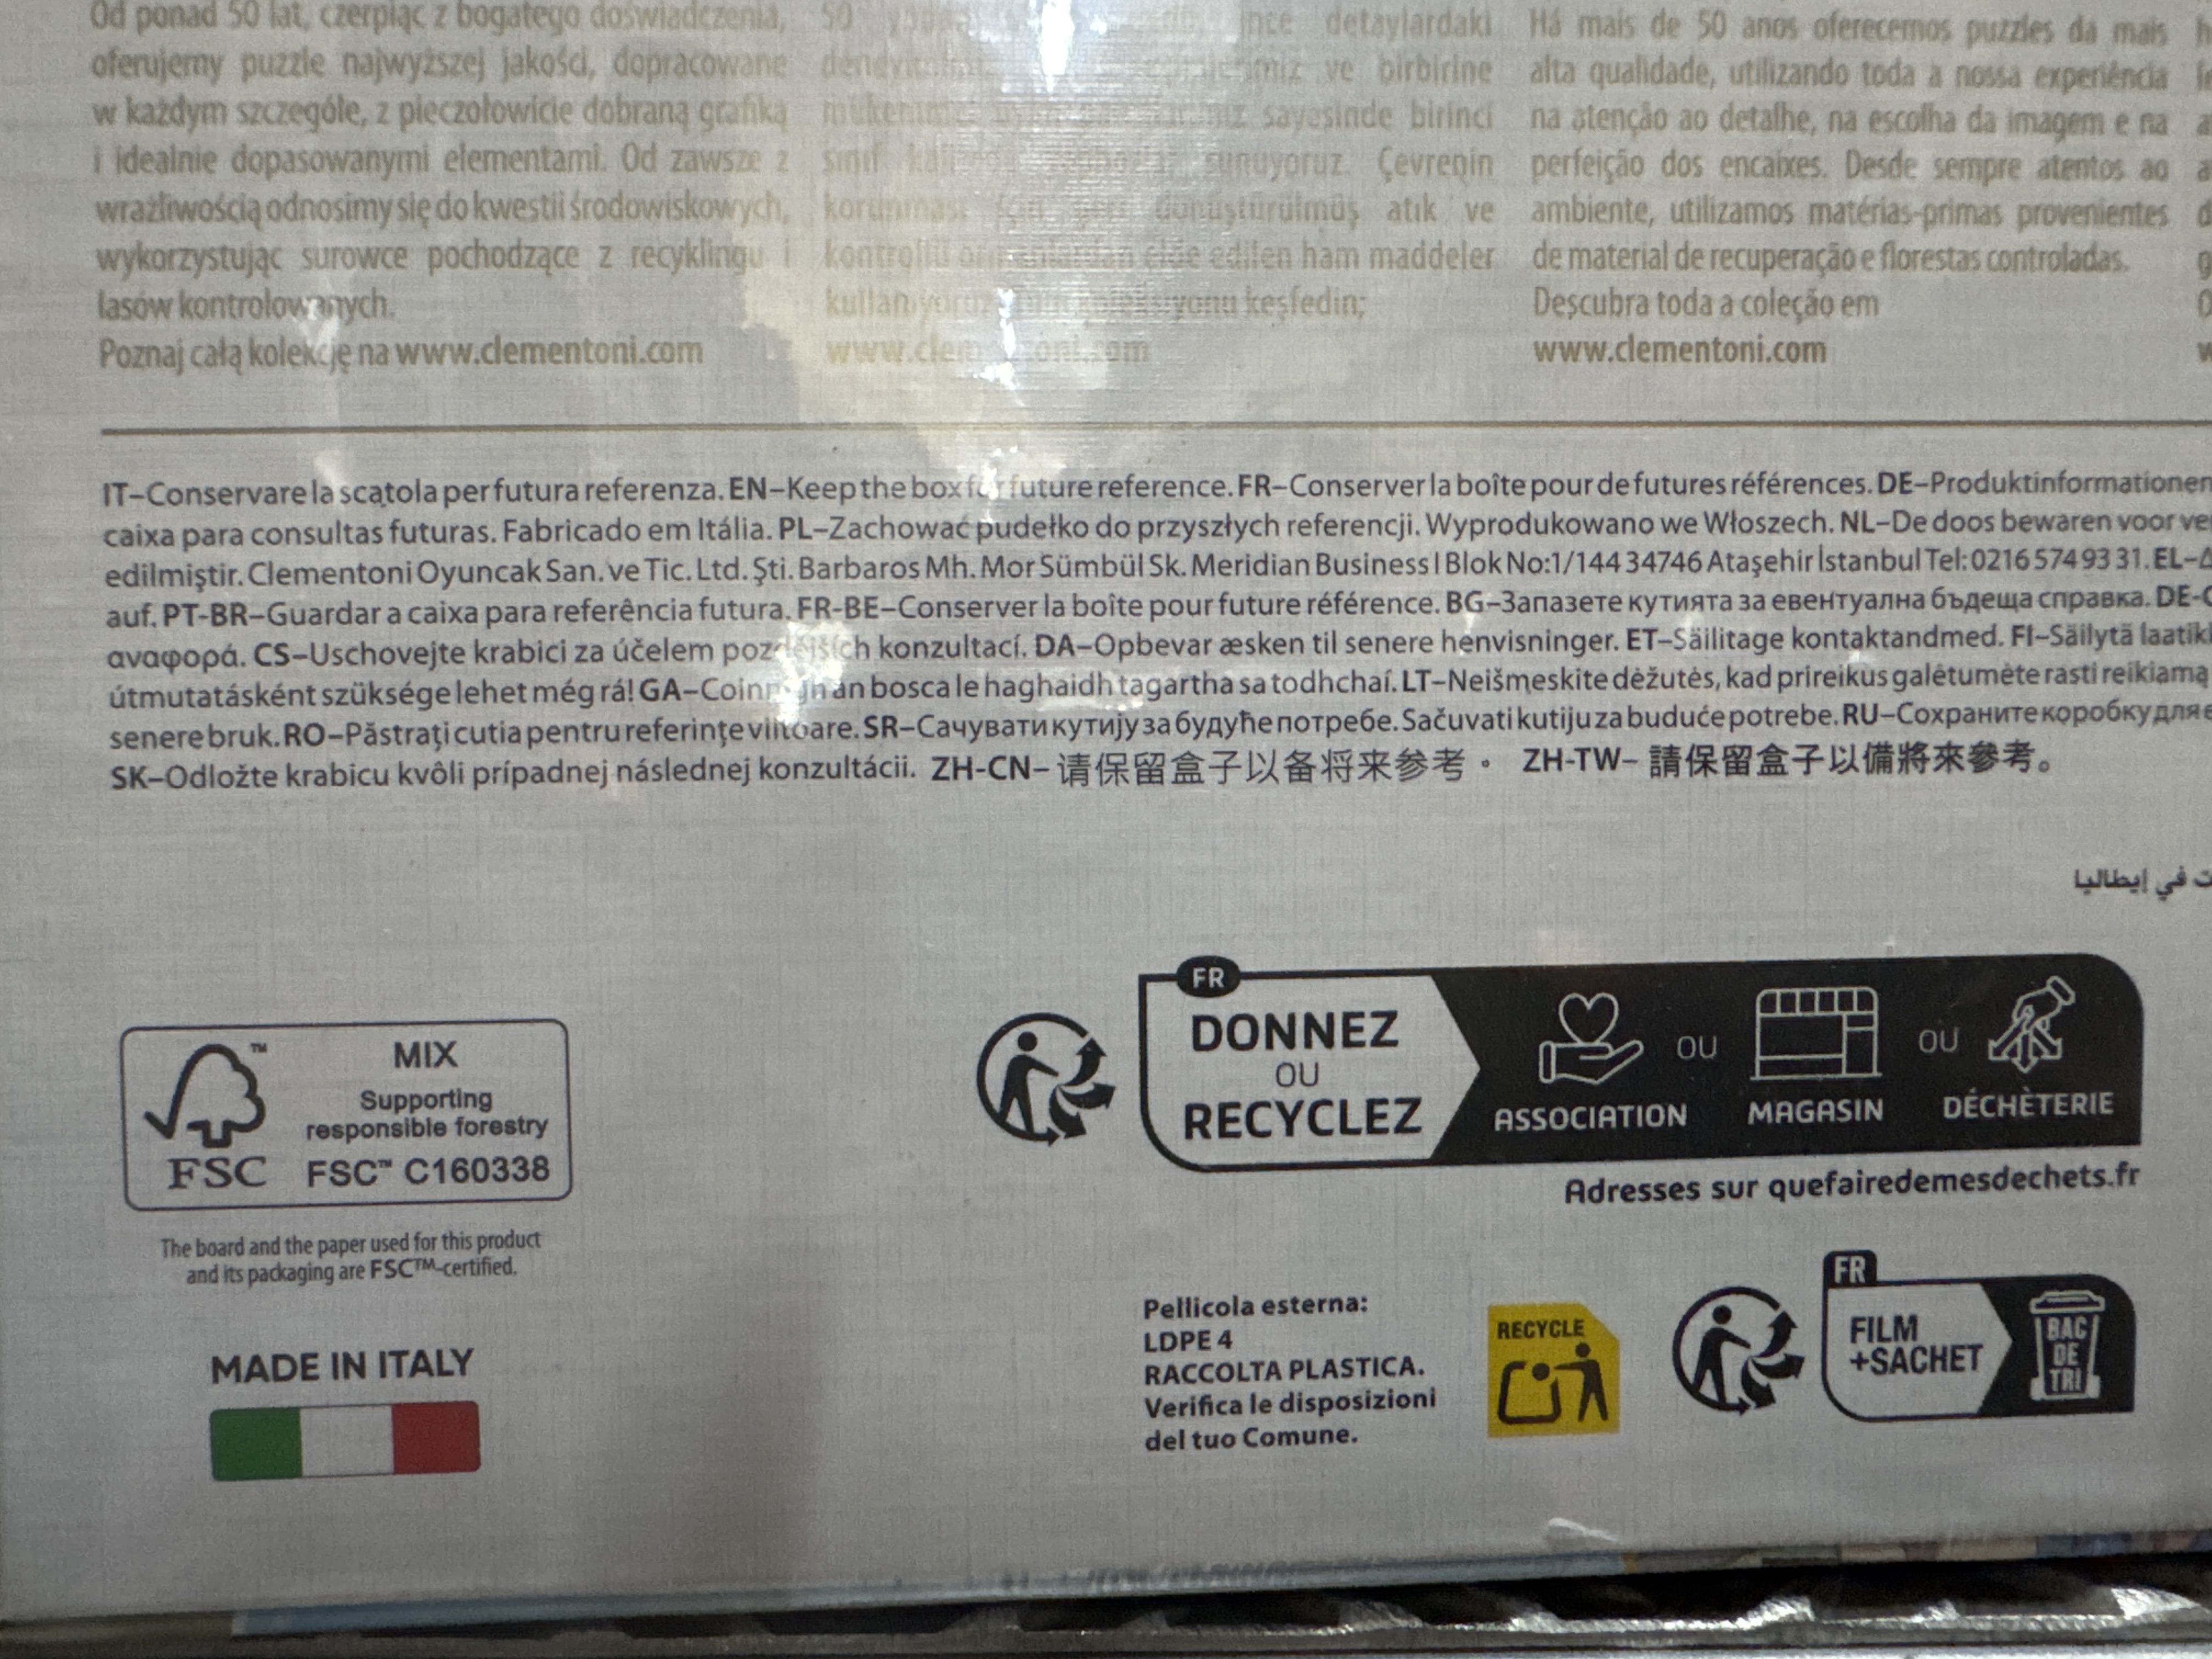 Od ponad 50 lat, czerpiąc z bogatego doświadczenia,
oferujemy puzzle najwyższej jakości, dopracowane
w każdym szczególe, z pieczołowicie dobraną grafiką
i idealnie dopasowanymi elementami. Od zawsze z
wrażliwością odnosimy się do kwestii środowiskowych,
wykorzystując surowce pochodzące z recyklingu i
lasów kontrolowanych.
Poznaj całą kolekcję na www.clementoni.com
50 ince detaylardaki
ve birbirine
sayesinde birinci
sınıf sunuyoruz. Çevrenin
dönüştürülmüş atık ve
elde edilen ham maddeler
keşfedin;
Há mais de 50 anos oferecemos puzzles da mais
alta qualidade, utilizando toda a nossa experiência
na atenção ao detalhe, na escolha da imagem e na
perfeição dos encaixes. Desde sempre atentos ao
ambiente, utilizamos matérias-primas provenientes
de material de recuperação e florestas controladas.
Descubra toda a coleção em
www.clementoni.com
IT–Conservare la scatola per futura referenza. EN–Keep the box for future reference. FR–Conserver la boîte pour de futures références. DE–Produktinformationen
caixa para consultas futuras. Fabricado em Itália. PL–Zachować pudełko do przyszłych referencji. Wyprodukowano we Włoszech. NL–De doos bewaren voor
edilmiştir. Clementoni Oyuncak San. ve Tic. Ltd. Şti. Barbaros Mh. Mor Sümbül Sk. Meridian Business I Blok No:1/144 34746 Ataşehir İstanbul Tel: 0216 574 93 31. EL–
auf. PT-BR–Guardar a caixa para referência futura. FR-BE–Conserver la boîte pour future référence. BG–Запазете кутията за евентуална бъдеща справка.
αναφορά. CS–Uschovejte krabici za účelem pozdějších konzultací. DA–Opbevar æsken til senere henvisninger. ET–Säilitage kontaktandmed. FI–Säilytä
útmutatásként szüksége lehet még rá! GA–Coinnigh an bosca le haghaidh tagartha sa todhchaí. LT–Neišmeskite dėžutės, kad prireikus galėtumėte rasti reikiamą
senere bruk. RO–Păstrați cutia pentru referințe viitoare. SR–Сачувати кутију за будуће потребе. Sačuvati kutiju za buduće potrebe. RU–Сохраните коробку для
SK–Odložte krabicu kvôli prípadnej následnej konzultácii. ZH-CN–请保留盒子以备将来参考。 ZH-TW–請保留盒子以備將來參考。
في إيطاليا
FSC™
MIX
Supporting
responsible forestry
FSC™ C160338
The board and the paper used for this product
and its packaging are FSC™-certified.
MADE IN ITALY
FR
DONNEZ
OU
RECYCLEZ
ASSOCIATION OU MAGASIN OU DÉCHÈTERIE
Adresses sur quefairedemesdechets.fr
Pellicola esterna:
LDPE 4
RACCOLTA PLASTICA.
Verifica le disposizioni
del tuo Comune.
RECYCLE
FR
FILM
+SACHET
BAC
DE
TRI